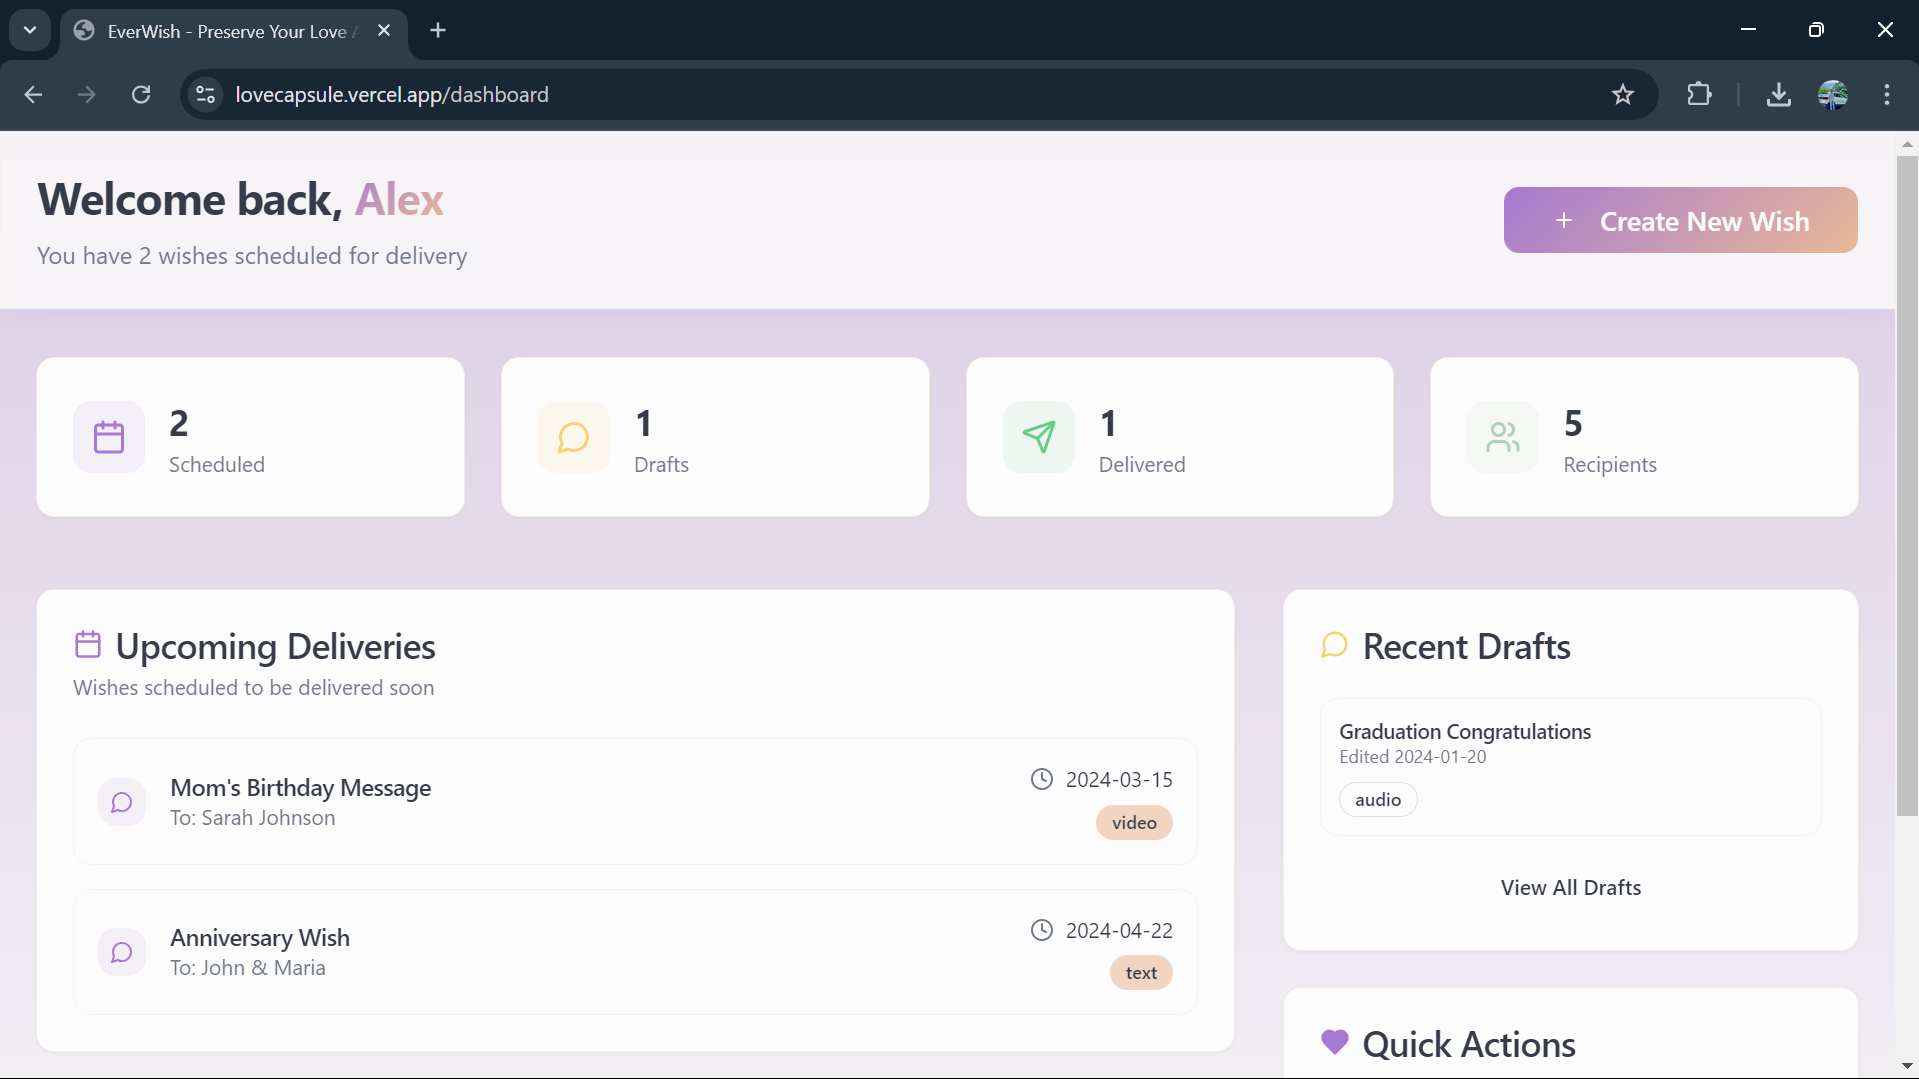 EverWish - Preserve Your Love
lovecapsule.vercel.app/dashboard
Welcome back, Alex
You have 2 wishes scheduled for delivery
+ Create New Wish
2
Scheduled
1
Drafts
1
Delivered
5
Recipients
Upcoming Deliveries
Wishes scheduled to be delivered soon
Mom's Birthday Message
To: Sarah Johnson
2024-03-15
video
Anniversary Wish
To: John & Maria
2024-04-22
text
Recent Drafts
Graduation Congratulations
Edited 2024-01-20
audio
View All Drafts
Quick Actions